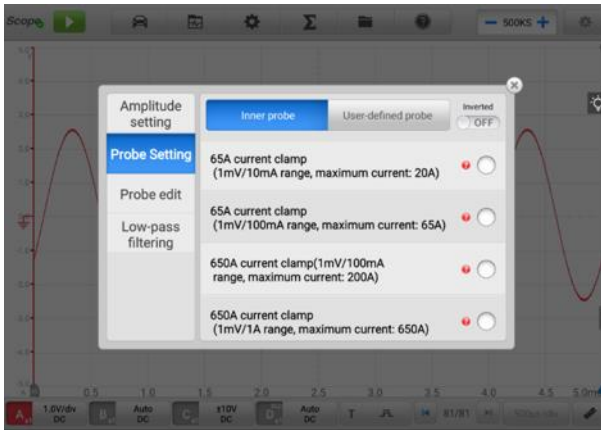 Scope
500KS
Amplitude
setting
Probe Setting
Probe edit
Low-pass
filtering
Inner probe
User-defined probe
Inverted
OFF
65A current clamp
(1mV/10mA range, maximum current: 20A)
65A current clamp
(1mV/100mA range, maximum current: 65A)
650A current clamp(1mV/100mA
range, maximum current: 200A)
650A current clamp
(1mV/1A range, maximum current: 650A)
0.5 1.0 1.5 2.0 2.5 3.0 3.5 4.0 4.5 5.0m
A 1.0V/div
DC
B Auto
DC
C ±10V
DC
D Auto
DC
T
81/81